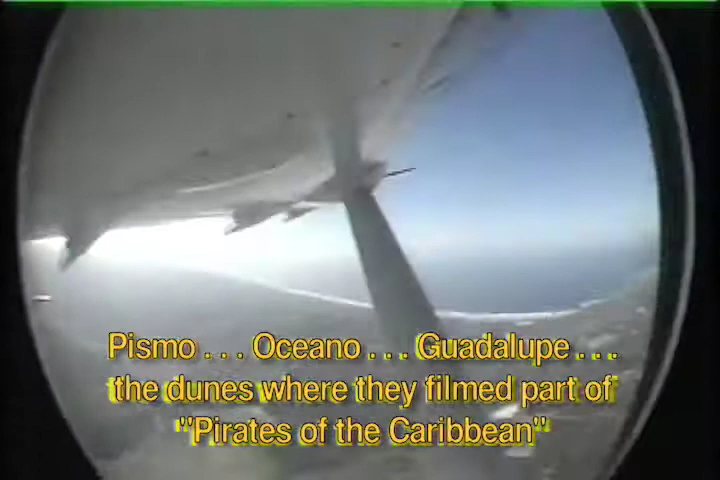 Pismo . . . Oceano . . . Guadalupe . . .
the dunes where they filmed part of
"Pirates of the Caribbean"